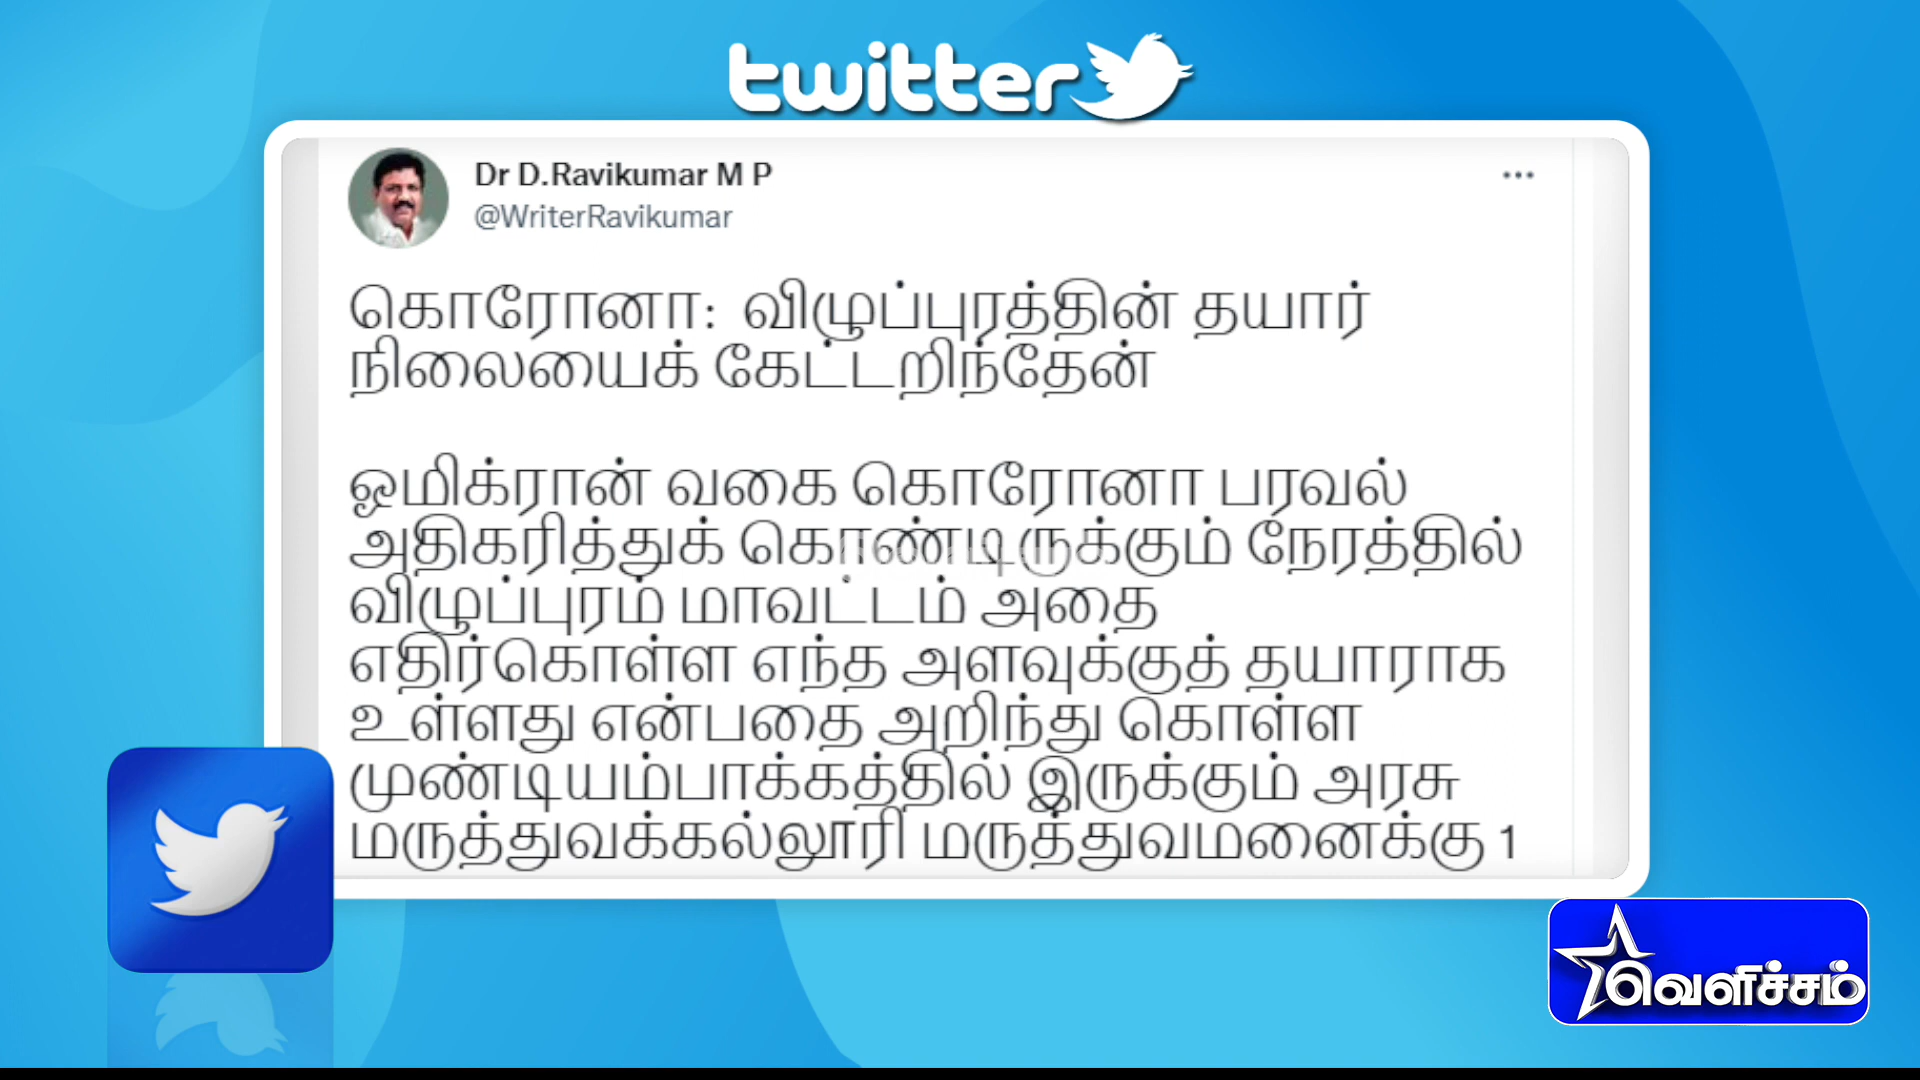 twitter
Dr D.Ravikumar M P
@WriterRavikumar
கொரோனா: விழுப்புரத்தின் தயார்
நிலையைக் கேட்டறிந்தேன்
ஓமிக்ரான் வகை கொரோனா பரவல்
அதிகரித்துக் கொண்டிருக்கும் நேரத்தில்
விழுப்புரம் மாவட்டம் அதை
எதிர்கொள்ள எந்த அளவுக்குத் தயாராக
உள்ளது என்பதை அறிந்து கொள்ள
முண்டியம்பாக்கத்தில் இருக்கும் அரசு
மருத்துவக்கல்லூரி மருத்துவமனைக்கு 1
வெளிச்சம்